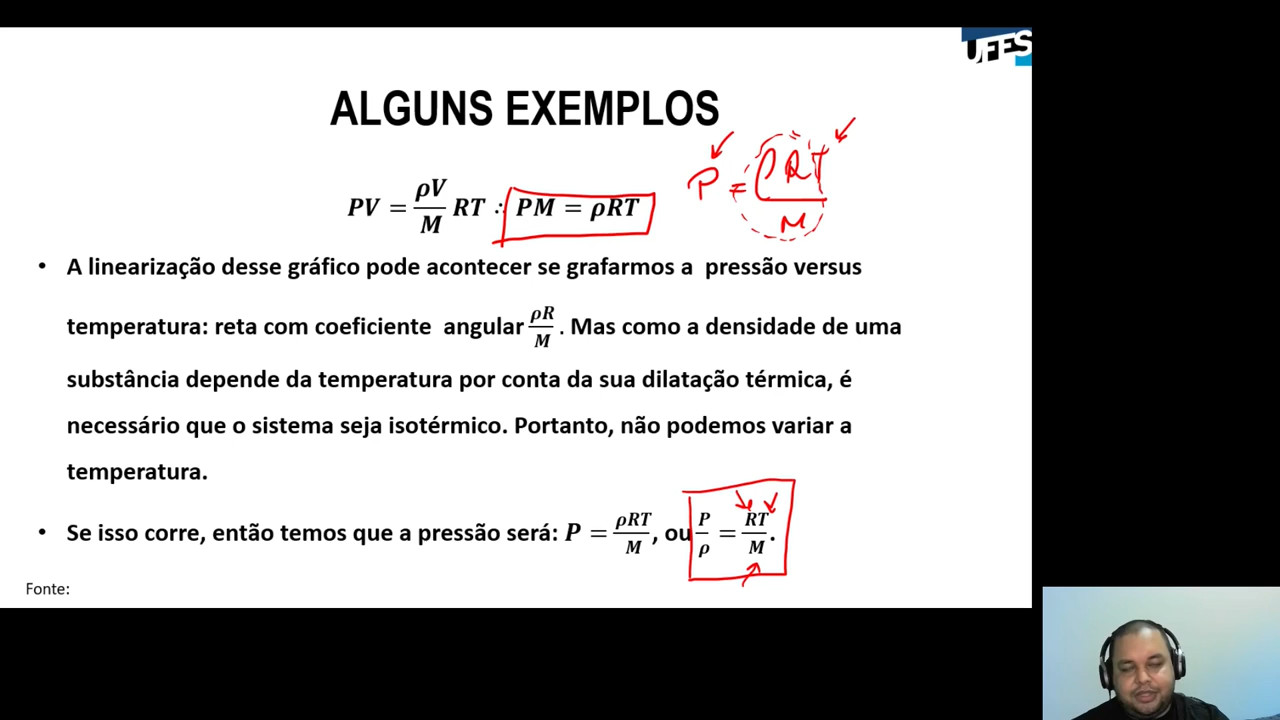 UFES
ALGUNS EXEMPLOS
P = ρRT / M
PV = ρV/M RT ∴ PM = ρRT
• A linearização desse gráfico pode acontecer se grafarmos a pressão versus
temperatura: reta com coeficiente angular ρR/M . Mas como a densidade de uma
substância depende da temperatura por conta da sua dilatação térmica, é
necessário que o sistema seja isotérmico. Portanto, não podemos variar a
temperatura.
• Se isso corre, então temos que a pressão será: P = ρRT/M, ou P/ρ = RT/M.
Fonte: